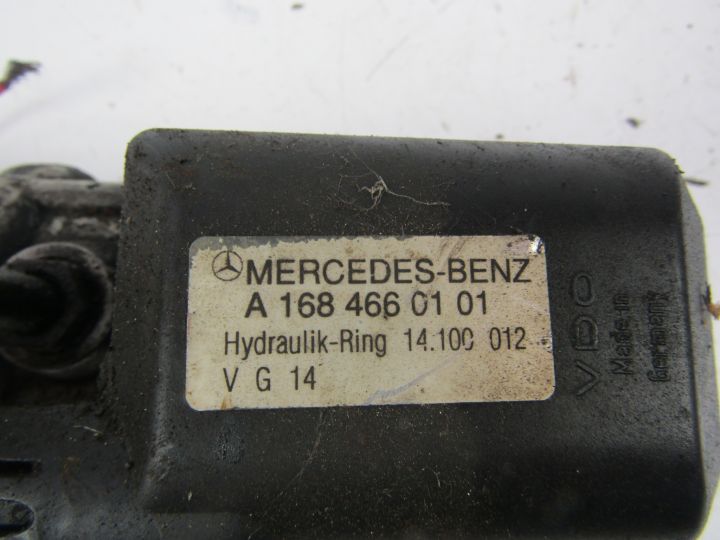 MERCEDES-BENZ
A 168 466 01 01
Hydraulik-Ring 14.100 012
V G 14
VDO
Made in
Germany